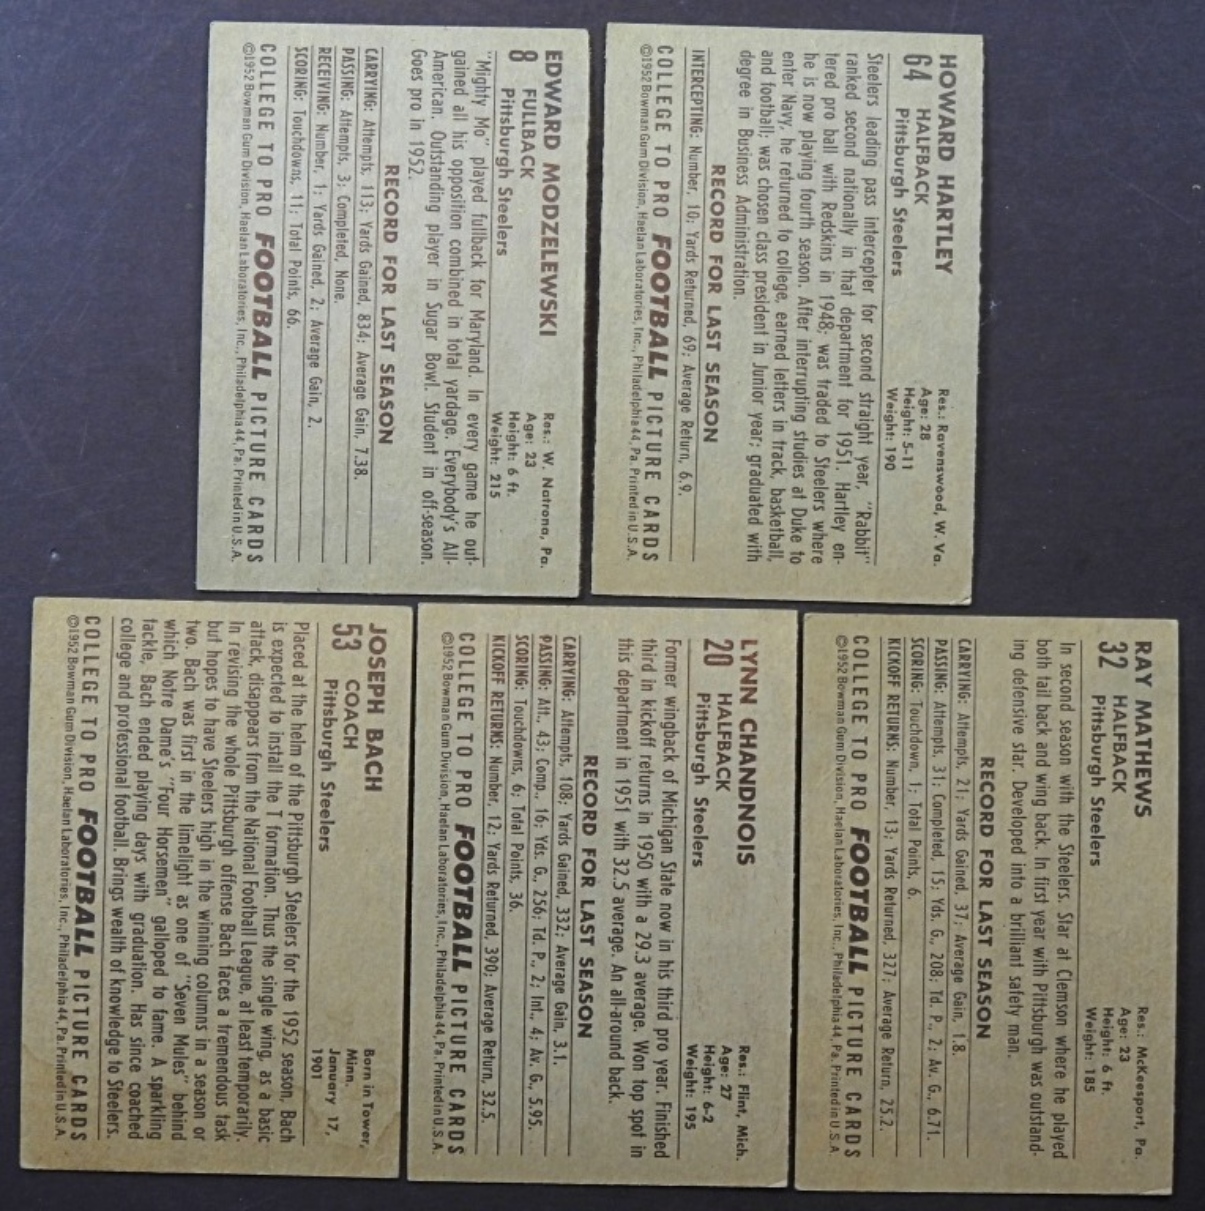 HOWARD HARTLEY
64 HALFBACK
Pittsburgh Steelers
Res.: Ravenswood, W. Va.
Age: 28
Height: 5-11
Weight: 190
Steelers leading pass intercepter for second straight year, "Rabbit"
ranked second nationally in that department for 1951. Hartley en-
tered pro ball with Redskins in 1948; was traded to Steelers where
he is now playing fourth season. After interrupting studies at Duke to
enter Navy, he returned to college, earned letters in track, basketball,
and football; was chosen class president in Junior year; graduated with
degree in Business Administration.
RECORD FOR LAST SEASON
INTERCEPTING: Number, 10; Yards Returned, 69; Average Return, 6.9.
COLLEGE TO PRO FOOTBALL PICTURE CARDS
©1952 Bowman Gum Division, Haelan Laboratories, Inc., Philadelphia 44, Pa. Printed in U.S.A.
EDWARD MODZELEWSKI
8 FULLBACK
Pittsburgh Steelers
Res.: W. Natrona, Pa.
Age: 23
Height: 6 ft.
Weight: 215
"Mighty Mo" played fullback for Maryland. In every game he out-
gained all his opposition combined in total yardage. Everybody's All-
American. Outstanding player in Sugar Bowl. Student in off-season.
Goes pro in 1952.
RECORD FOR LAST SEASON
CARRYING: Attempts, 113; Yards Gained, 834; Average Gain, 7.38.
PASSING: Attempts, 3; Completed, None.
RECEIVING: Number, 1; Yards Gained, 2; Average Gain, 2.
SCORING: Touchdowns, 11; Total Points, 66.
COLLEGE TO PRO FOOTBALL PICTURE CARDS
©1952 Bowman Gum Division, Haelan Laboratories, Inc., Philadelphia 44, Pa. Printed in U.S.A.
RAY MATHEWS
32 HALFBACK
Pittsburgh Steelers
Res.: McKeesport, Pa.
Age: 23
Height: 6 ft.
Weight: 185
In second season with the Steelers. Star at Clemson where he played
both tail back and wing back. In first year with Pittsburgh was outstand-
ing defensive star. Developed into a brilliant safety man.
RECORD FOR LAST SEASON
CARRYING: Attempts, 21; Yards Gained, 37; Average Gain, 1.8.
PASSING: Attempts, 31; Completed, 15; Yds. G., 208; Td. P., 2; Av. G., 6.71.
SCORING: Touchdown, 1; Total Points, 6.
KICKOFF RETURNS: Number, 13; Yards Returned, 327; Average Return, 25.2.
COLLEGE TO PRO FOOTBALL PICTURE CARDS
©1952 Bowman Gum Division, Haelan Laboratories, Inc., Philadelphia 44, Pa. Printed in U.S.A.
LYNN CHANDNOIS
20 HALFBACK
Pittsburgh Steelers
Res.: Flint, Mich.
Age: 27
Height: 6-2
Weight: 195
Former wingback of Michigan State now in his third pro year. Finished
third in kickoff returns in 1950 with a 29.3 average. Won top spot in
this department in 1951 with 32.5 average. An all-around back.
RECORD FOR LAST SEASON
CARRYING: Attempts, 108; Yards Gained, 332; Average Gain, 3.1.
PASSING: Att., 43; Comp., 16; Yds. G., 256; Td. P., 2; Int., 4; Av. G., 5.95.
SCORING: Touchdowns, 6; Total Points, 36.
KICKOFF RETURNS: Number, 12; Yards Returned, 390; Average Return, 32.5.
COLLEGE TO PRO FOOTBALL PICTURE CARDS
©1952 Bowman Gum Division, Haelan Laboratories, Inc., Philadelphia 44, Pa. Printed in U.S.A.
JOSEPH BACH
53 COACH
Pittsburgh Steelers
Born in Tower,
Minn.
January 17,
1901
Placed at the helm of the Pittsburgh Steelers for the 1952 season, Bach
is expected to install the T formation. Thus the single wing, as a basic
attack, disappears from the National Football League, at least temporarily.
In revising the whole Pittsburgh offense Bach faces a tremendous task
but hopes to have Steelers high in the winning columns in a season or
two. Bach was first in the limelight as one of "Seven Mules" behind
which Notre Dame's "Four Horsemen" galloped to fame. A sparkling
tackle, Bach ended playing days with graduation. Has since coached
college and professional football. Brings wealth of knowledge to Steelers.
COLLEGE TO PRO FOOTBALL PICTURE CARDS
©1952 Bowman Gum Division, Haelan Laboratories, Inc., Philadelphia 44, Pa. Printed in U.S.A.